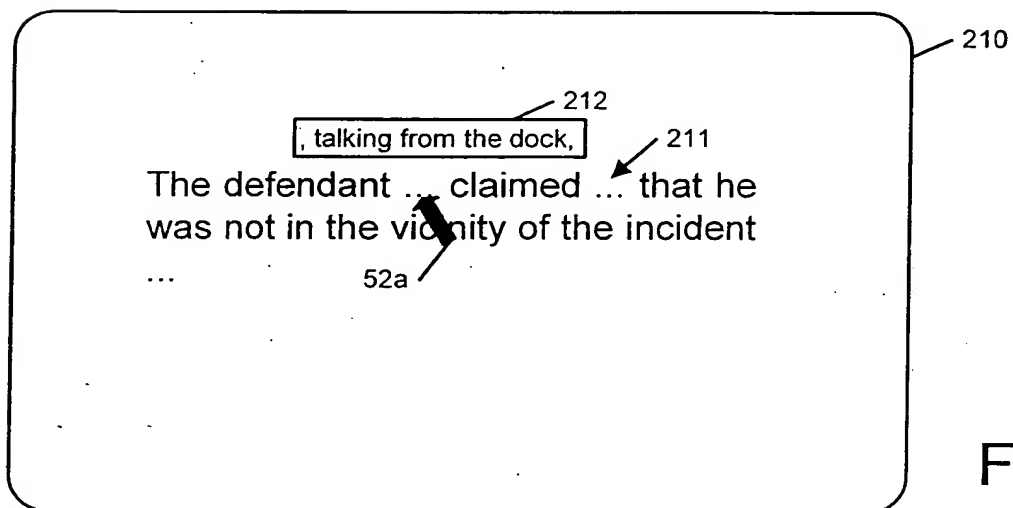 210
212
, talking from the dock,
211
The defendant ... claimed ... that he
was not in the vicinity of the incident
...
52a
F